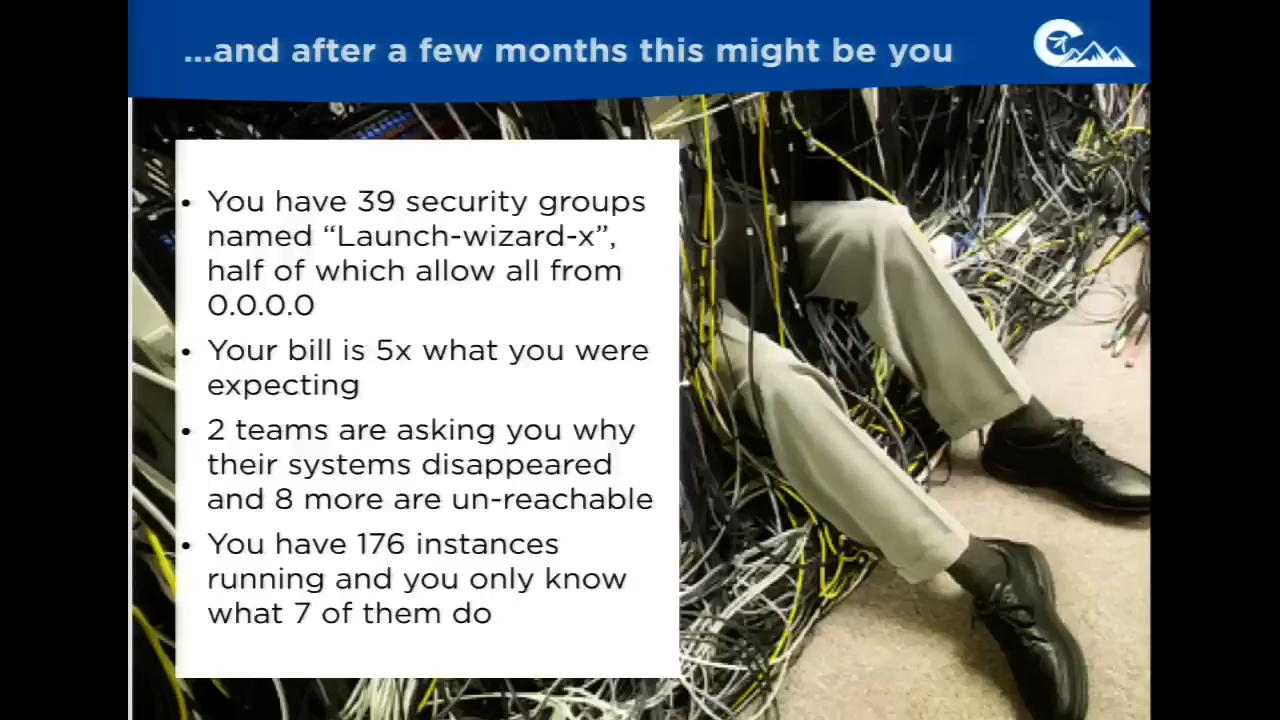 ...and after a few months this might be you
• You have 39 security groups
named “Launch-wizard-x”,
half of which allow all from
0.0.0.0
• Your bill is 5x what you were
expecting
• 2 teams are asking you why
their systems disappeared
and 8 more are un-reachable
• You have 176 instances
running and you only know
what 7 of them do